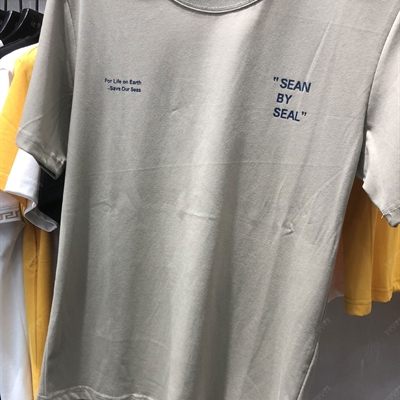 For Life on Earth
-Save Our Seas
"SEAN
BY
SEAL"